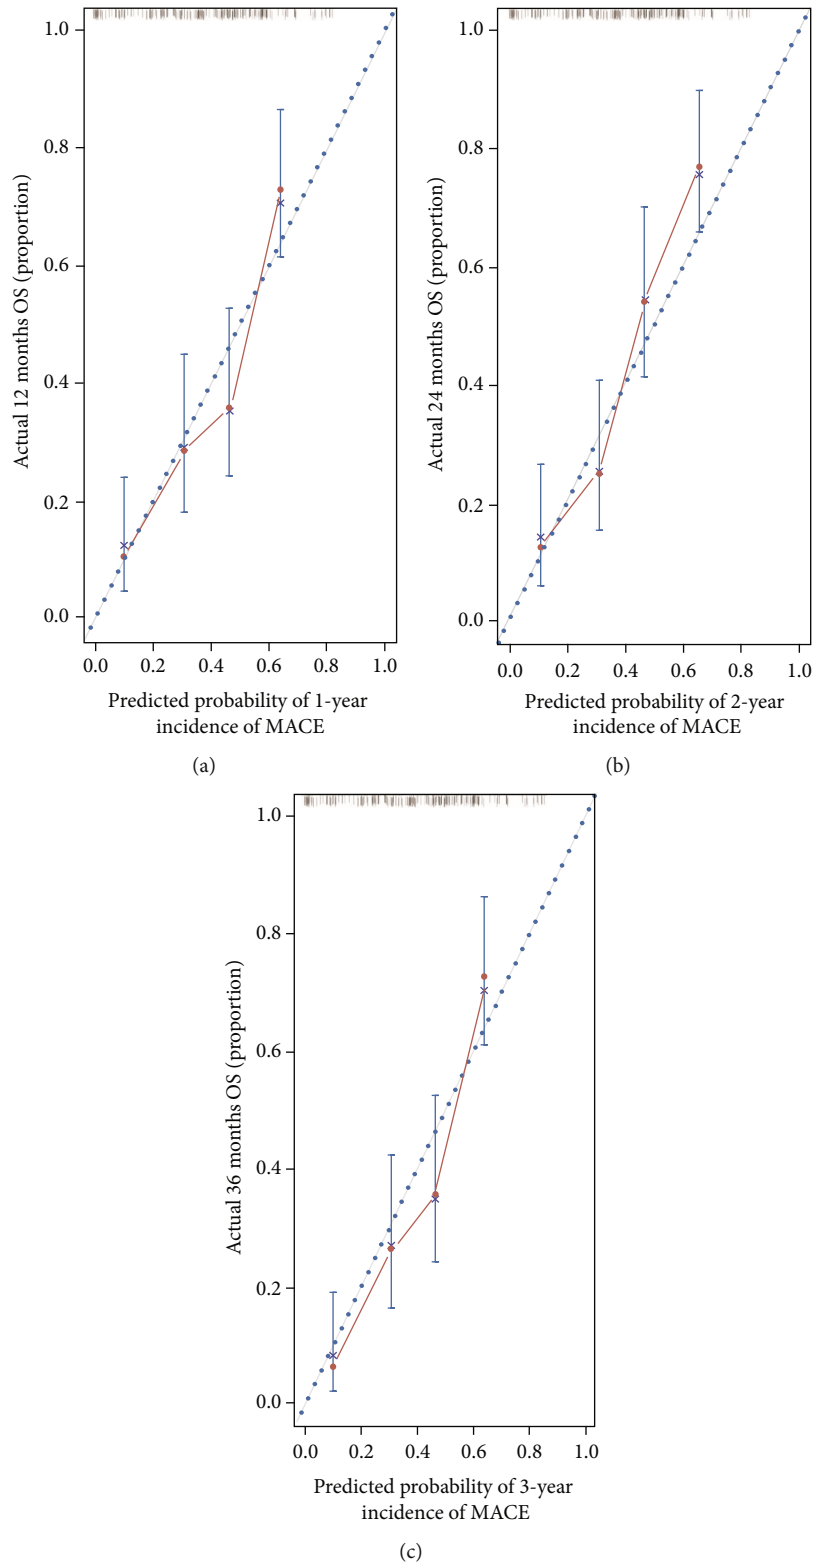 1.0
0.8
0.6
0.4
0.2
0.0
Actual 12 months OS (proportion)
0.0 0.2 0.4 0.6 0.8 1.0
Predicted probability of 1-year
incidence of MACE
(a)
1.0
0.8
0.6
0.4
0.2
0.0
Actual 24 months OS (proportion)
0.0 0.2 0.4 0.6 0.8 1.0
Predicted probability of 2-year
incidence of MACE
(b)
1.0
0.8
0.6
0.4
0.2
0.0
Actual 36 months OS (proportion)
0.0 0.2 0.4 0.6 0.8 1.0
Predicted probability of 3-year
incidence of MACE
(c)